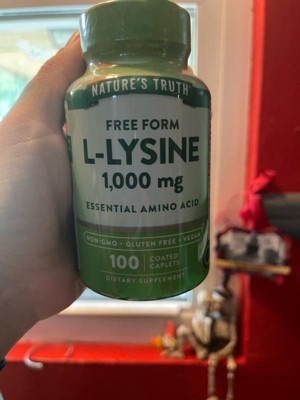 NATURE'S TRUTH
FREE FORM
L-LYSINE
1,000 mg
ESSENTIAL AMINO ACID
NON-GMO • GLUTEN FREE • VEGAN
100 COATED
CAPLETS
DIETARY SUPPLEMENT